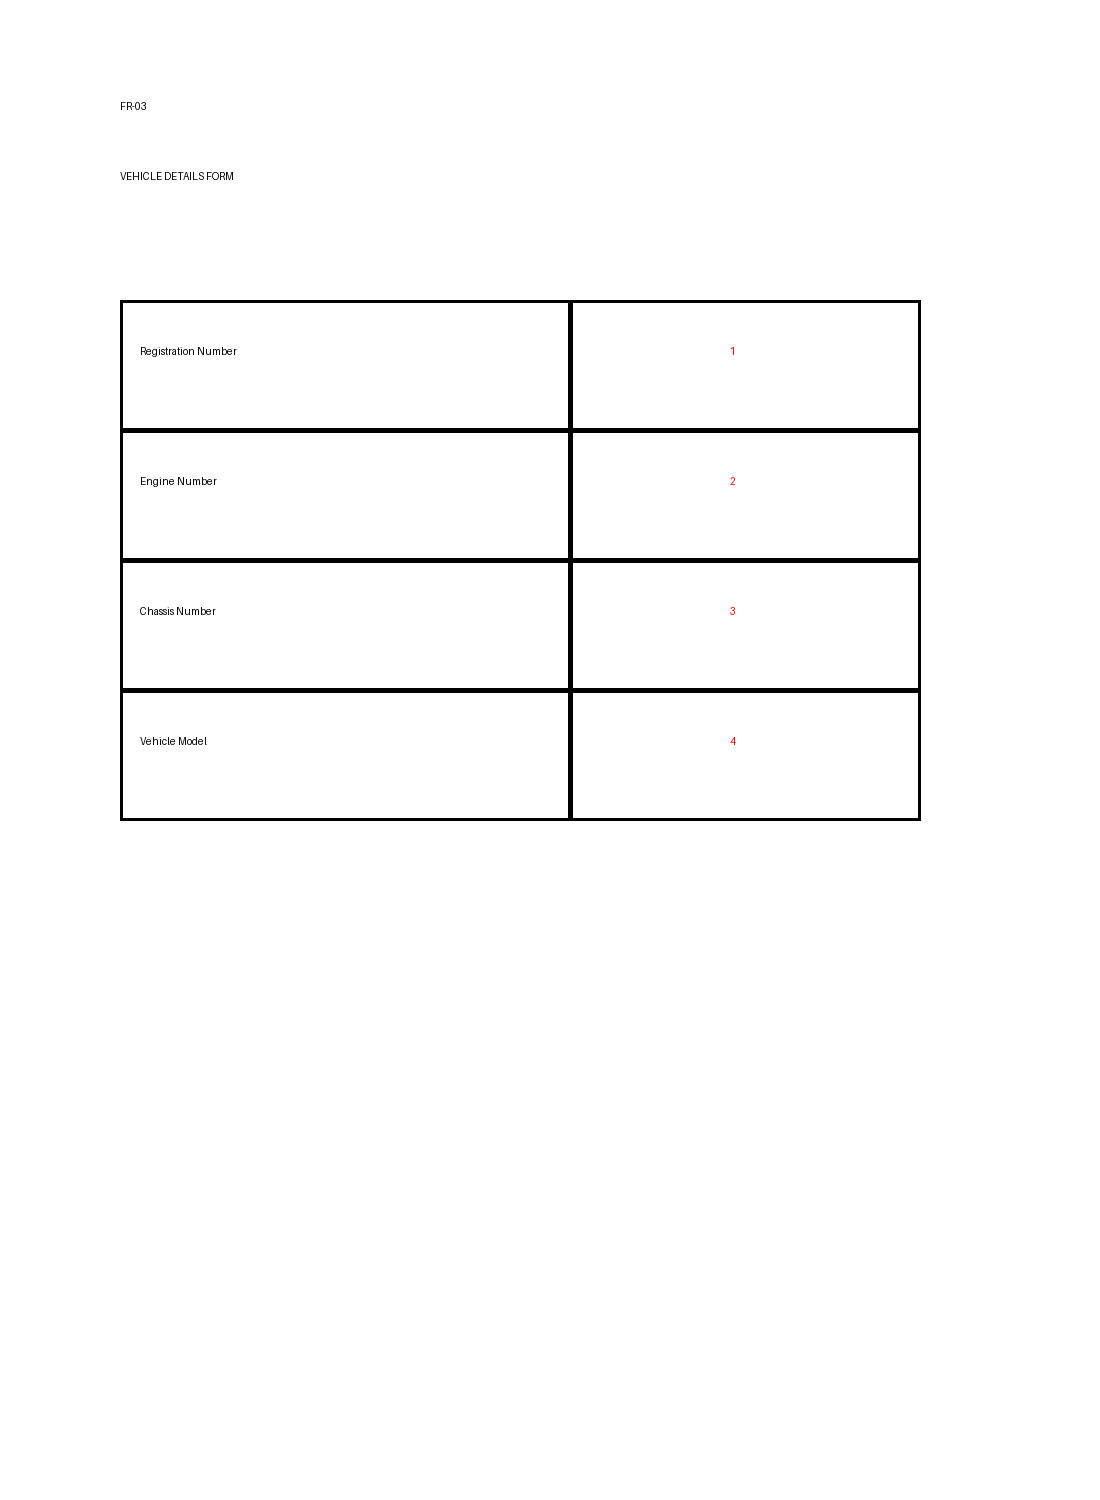 FR-03
VEHICLE DETAILS FORM
Registration Number 1
Engine Number 2
Chassis Number 3
Vehicle Model 4